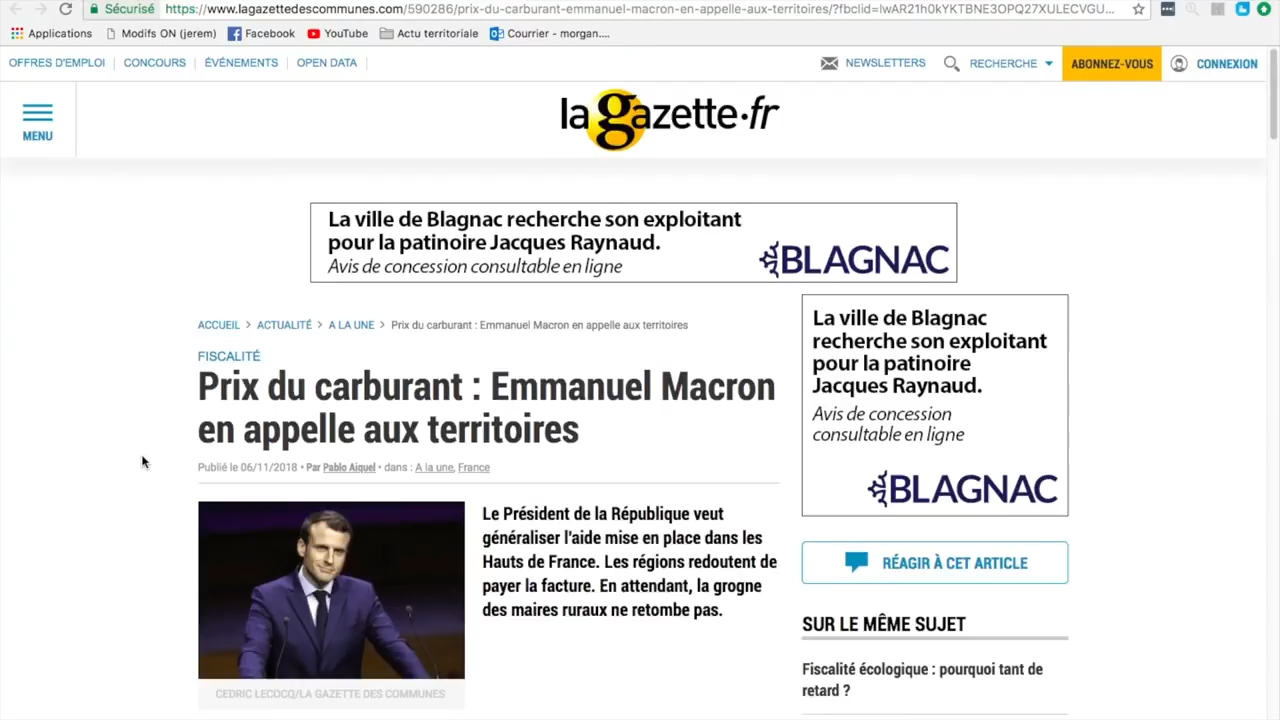 Sécurisé https://www.lagazettedescommunes.com/590286/prix-du-carburant-emmanuel-macron-en-appelle-aux-territoires/?fbclid=IwAR21h0kYKTBNE3OPQ27XULECVGU...
Applications Modifs ON (jerem) Facebook YouTube Actu territoriale Courrier - morgan....
OFFRES D'EMPLOI CONCOURS ÉVÉNEMENTS OPEN DATA NEWSLETTERS RECHERCHE ABONNEZ-VOUS CONNEXION
MENU
la gazette·fr
La ville de Blagnac recherche son exploitant
pour la patinoire Jacques Raynaud.
Avis de concession consultable en ligne
BLAGNAC
ACCUEIL > ACTUALITÉ > A LA UNE > Prix du carburant : Emmanuel Macron en appelle aux territoires
FISCALITÉ
Prix du carburant : Emmanuel Macron
en appelle aux territoires
Publié le 06/11/2018 • Par Pablo Aiquel • dans : A la une, France
Le Président de la République veut
généraliser l'aide mise en place dans les
Hauts de France. Les régions redoutent de
payer la facture. En attendant, la grogne
des maires ruraux ne retombe pas.
CEDRIC LECOCQ/LA GAZETTE DES COMMUNES
La ville de Blagnac
recherche son exploitant
pour la patinoire
Jacques Raynaud.
Avis de concession
consultable en ligne
BLAGNAC
RÉAGIR À CET ARTICLE
SUR LE MÊME SUJET
Fiscalité écologique : pourquoi tant de
retard ?